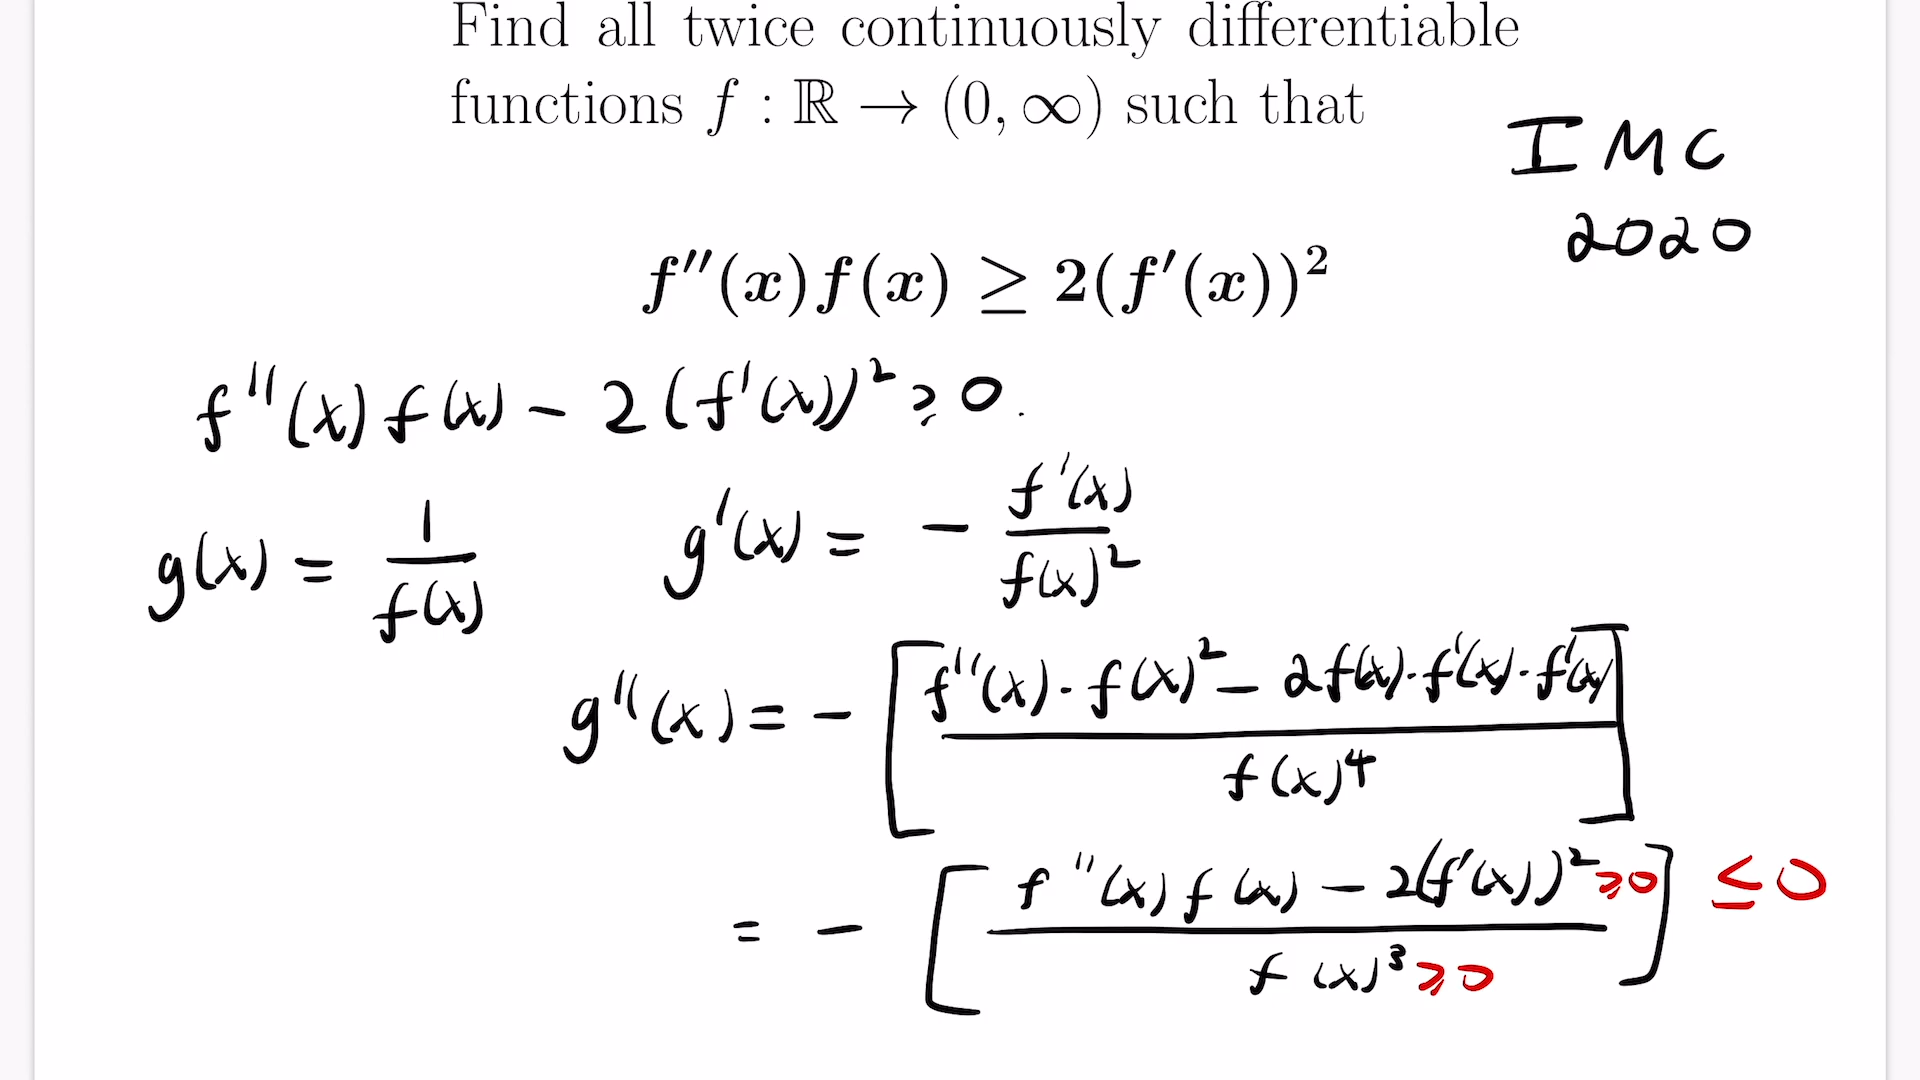 Find all twice continuously differentiable
functions f : ℝ → (0, ∞) such that
IMC
2020
f''(x)f(x) ≥ 2(f'(x))²
f''(x)f(x) - 2(f'(x))² ≥ 0.
g(x) = 1/f(x) g'(x) = - f'(x)/f(x)²
g''(x) = - [f''(x)·f(x)² - 2f(x)·f'(x)·f'(x) / f(x)⁴]
= - [f''(x)f(x) - 2(f'(x))² ≥0 / f(x)³ ≥0] ≤ 0